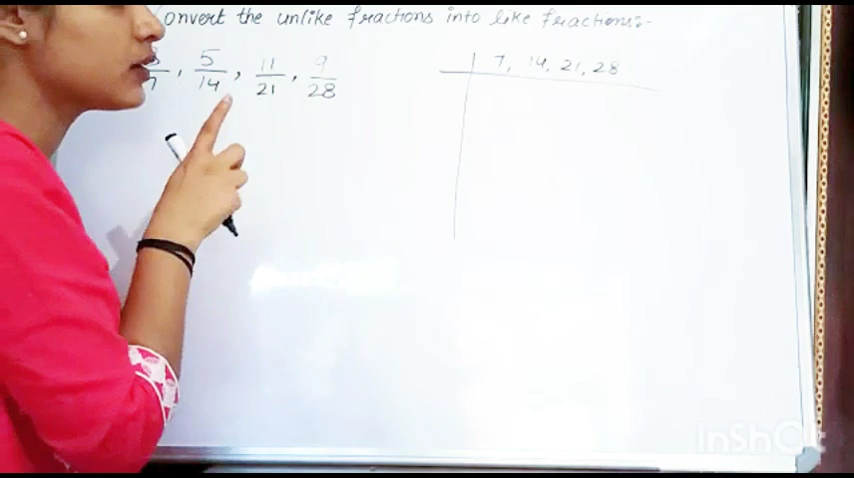 onvert the unlike fractions into like fractions:-
5/14, 11/21, 9/28
7, 14, 21, 28
InShOt